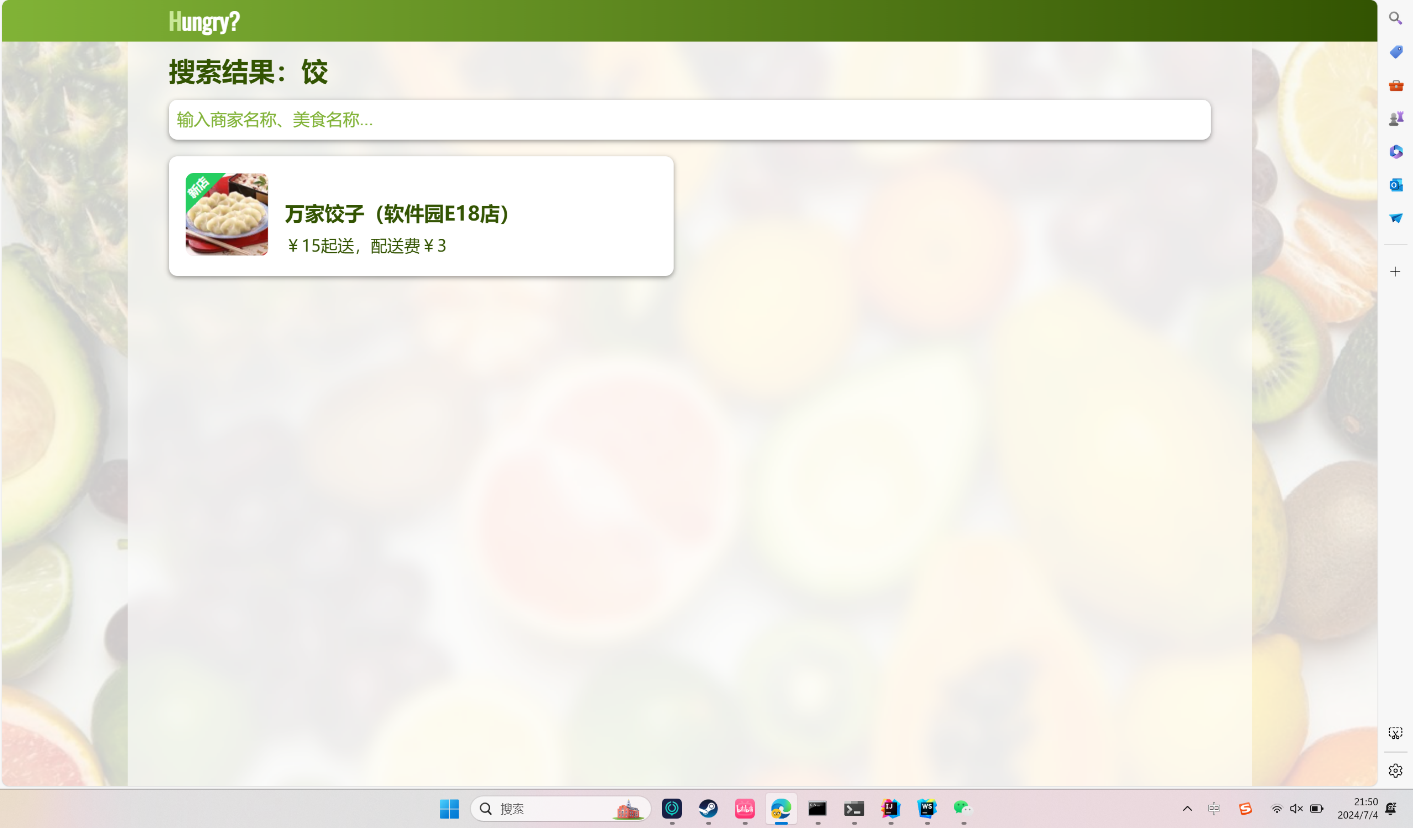 Hungry?
搜索结果：饺
输入商家名称、美食名称...
新店
万家饺子（软件园E18店）
￥15起送，配送费￥3
搜索
21:50
2024/7/4